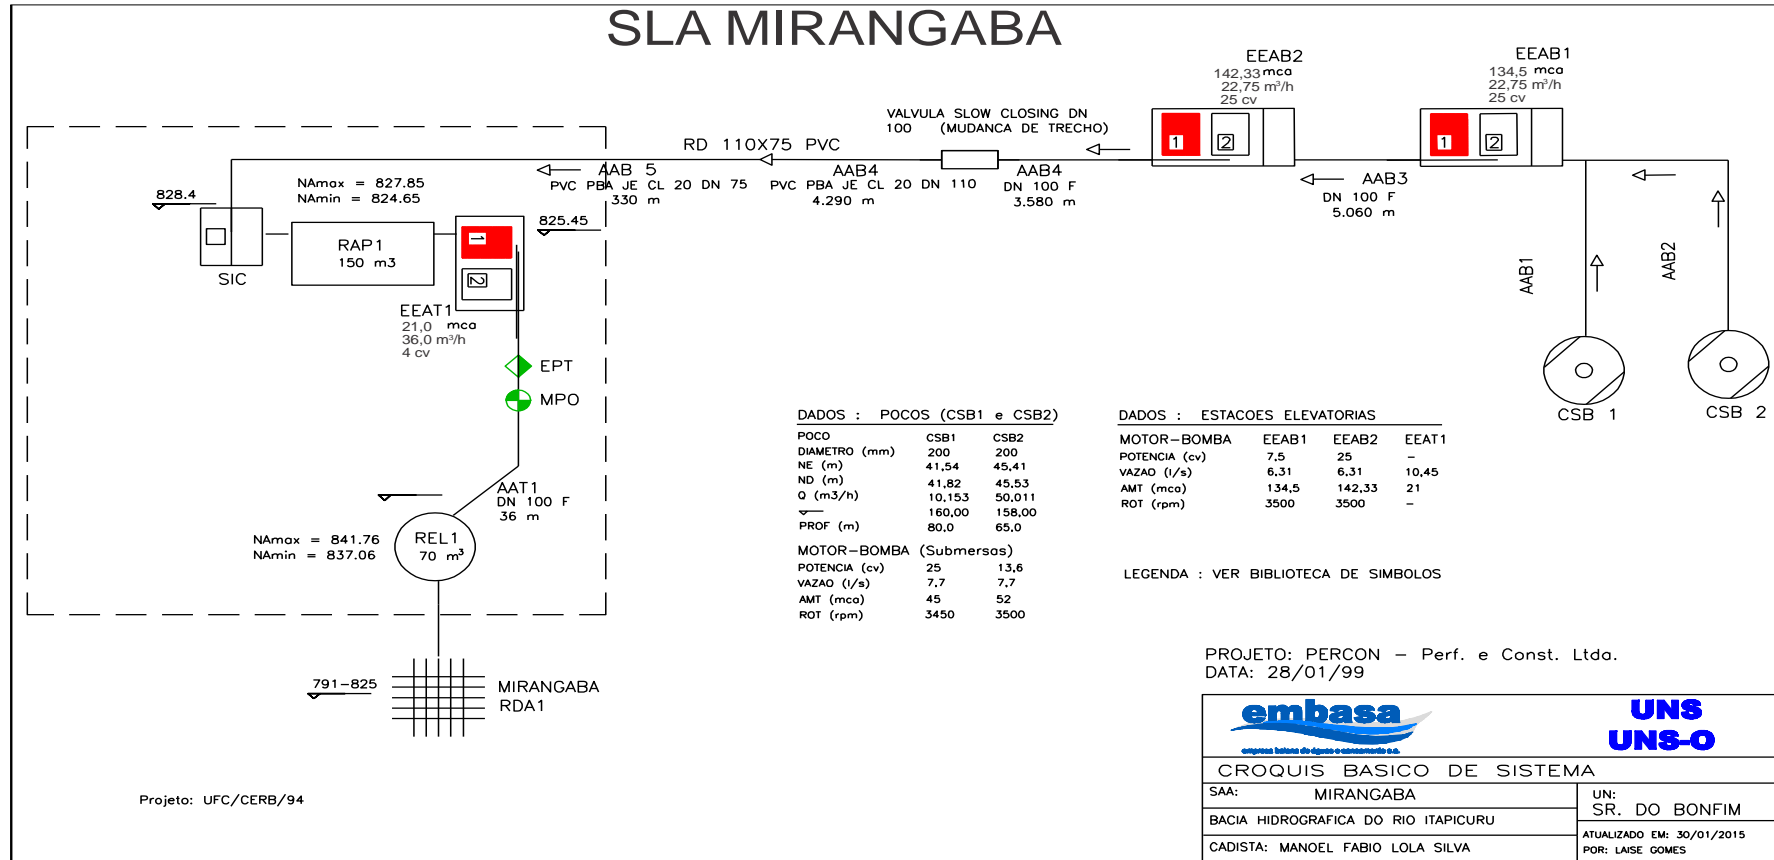 SLA MIRANGABA
EEAB2
142,33 mca
22,75 m³/h
25 cv
EEAB1
134,5 mca
22,75 m³/h
25 cv
VALVULA SLOW CLOSING DN
100 (MUDANCA DE TRECHO)
1
2
1
2
RD 110X75 PVC
AAB 5
PVC PBA JE CL 20 DN 75
330 m
AAB4
PVC PBA JE CL 20 DN 110
4.290 m
AAB4
DN 100 F
3.580 m
AAB3
DN 100 F
5.060 m
AAB1
AAB2
CSB 1
CSB 2
828.4
NAmax = 827.85
NAmin = 824.65
825.45
SIC
RAP1
150 m3
1
2
EEAT1
21,0 mca
36,0 m³/h
4 cv
EPT
MPO
AAT1
DN 100 F
36 m
NAmax = 841.76
NAmin = 837.06
REL1
70 m³
791-825
MIRANGABA
RDA1
Projeto: UFC/CERB/94
DADOS : POCOS (CSB1 e CSB2)
POCO CSB1 CSB2
DIAMETRO (mm) 200 200
NE (m) 41,54 45,41
ND (m) 41,82 45,53
Q (m3/h) 10,153 50,011
160,00 158,00
PROF (m) 80,0 65,0
MOTOR-BOMBA (Submersas)
POTENCIA (cv) 25 13,6
VAZAO (l/s) 7,7 7,7
AMT (mca) 45 52
ROT (rpm) 3450 3500
DADOS : ESTACOES ELEVATORIAS
MOTOR-BOMBA EEAB1 EEAB2 EEAT1
POTENCIA (cv) 7,5 25 -
VAZAO (l/s) 6,31 6,31 10,45
AMT (mca) 134,5 142,33 21
ROT (rpm) 3500 3500 -
LEGENDA : VER BIBLIOTECA DE SIMBOLOS
PROJETO: PERCON - Perf. e Const. Ltda.
DATA: 28/01/99
embasa
empresa baiana de águas e saneamento s.a.
UNS
UNS-O
CROQUIS BASICO DE SISTEMA
SAA: MIRANGABA
UN:
SR. DO BONFIM
BACIA HIDROGRAFICA DO RIO ITAPICURU
CADISTA: MANOEL FABIO LOLA SILVA
ATUALIZADO EM: 30/01/2015
POR: LAISE GOMES